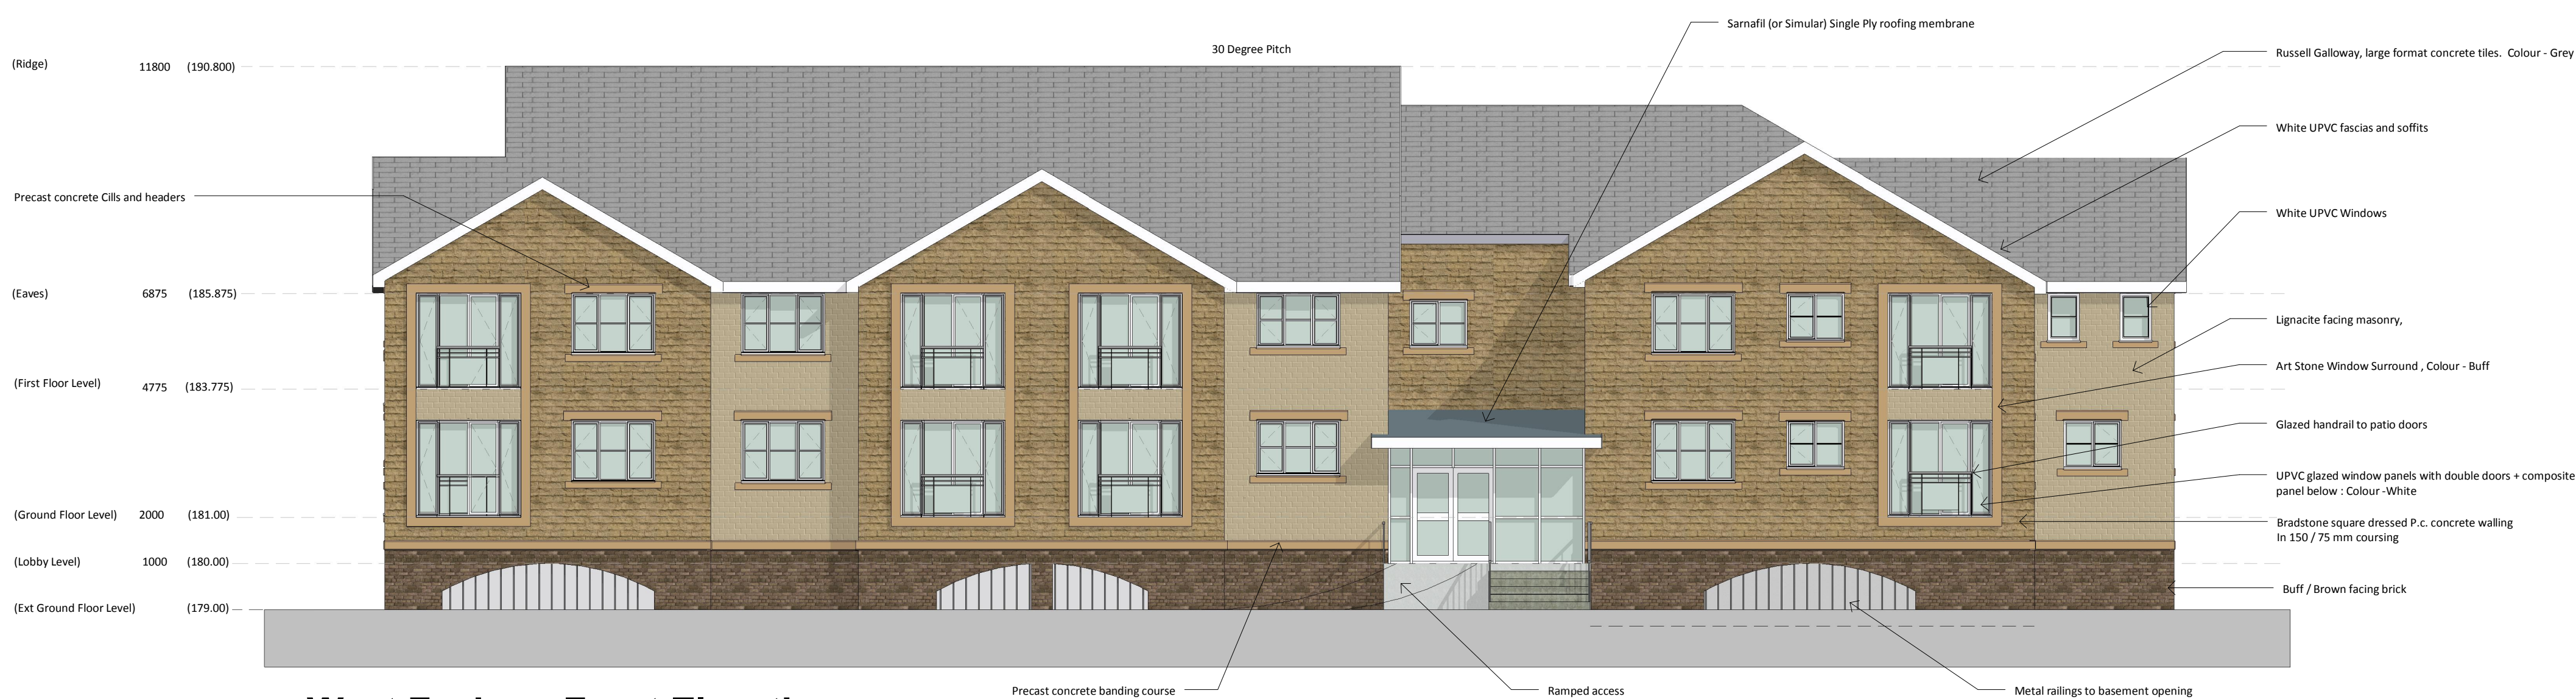 Sarnafil (or Simular) Single Ply roofing membrane
30 Degree Pitch
Russell Galloway, large format concrete tiles. Colour - Grey
(Ridge) 11800 (190.800)
White UPVC fascias and soffits
Precast concrete Cills and headers
White UPVC Windows
(Eaves) 6875 (185.875)
Lignacite facing masonry,
Art Stone Window Surround , Colour - Buff
(First Floor Level) 4775 (183.775)
Glazed handrail to patio doors
UPVC glazed window panels with double doors + composite
panel below : Colour -White
(Ground Floor Level) 2000 (181.00)
Bradstone square dressed P.c. concrete walling
In 150 / 75 mm coursing
(Lobby Level) 1000 (180.00)
Buff / Brown facing brick
(Ext Ground Floor Level) (179.00)
Precast concrete banding course
Ramped access
Metal railings to basement opening